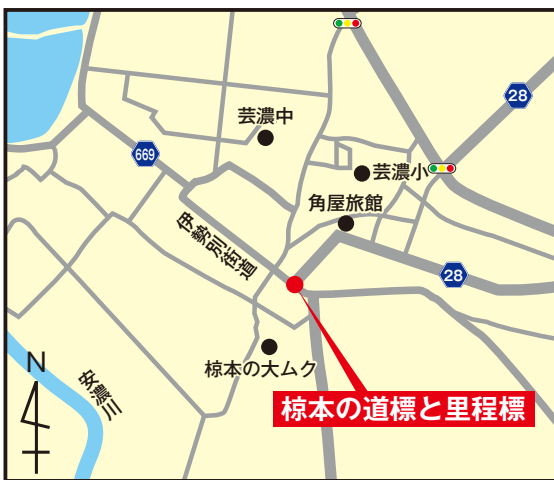 28
芸濃中
669
芸濃小
角屋旅館
伊勢別街道
28
椋本の大ムク
N
安濃川
椋本の道標と里程標